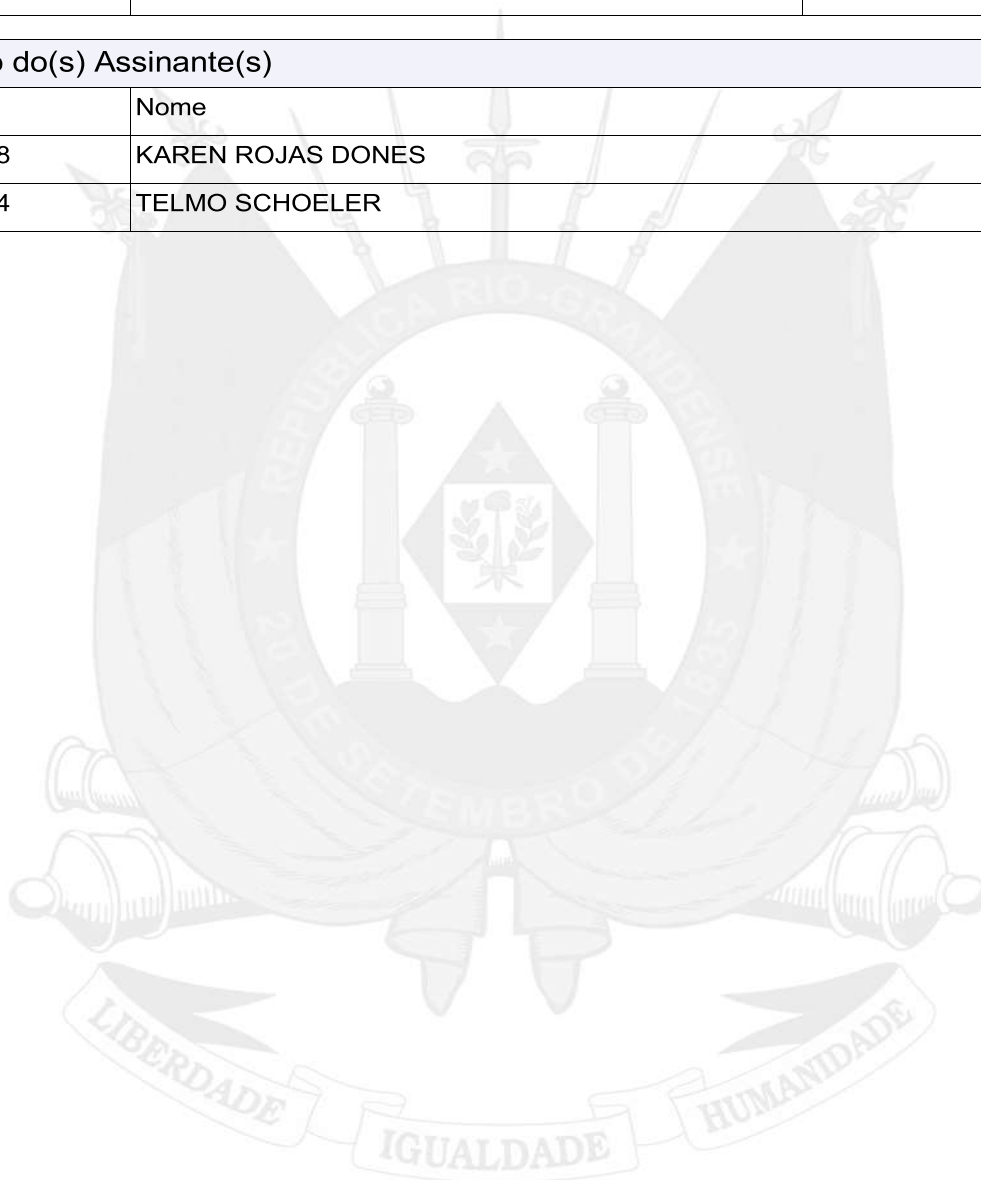 do(s) Assinante(s)
Nome
8 KAREN ROJAS DONES
4 TELMO SCHOELER
REPÚBLICA RIO-GRANDENSE
20 DE SETEMBRO DE 1835
LIBERDADE IGUALDADE HUMANIDADE